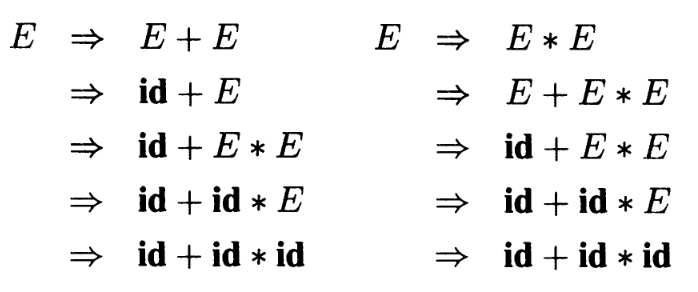 E ⇒ E + E E ⇒ E ∗ E
⇒ id + E ⇒ E + E ∗ E
⇒ id + E ∗ E ⇒ id + E ∗ E
⇒ id + id ∗ E ⇒ id + id ∗ E
⇒ id + id ∗ id ⇒ id + id ∗ id